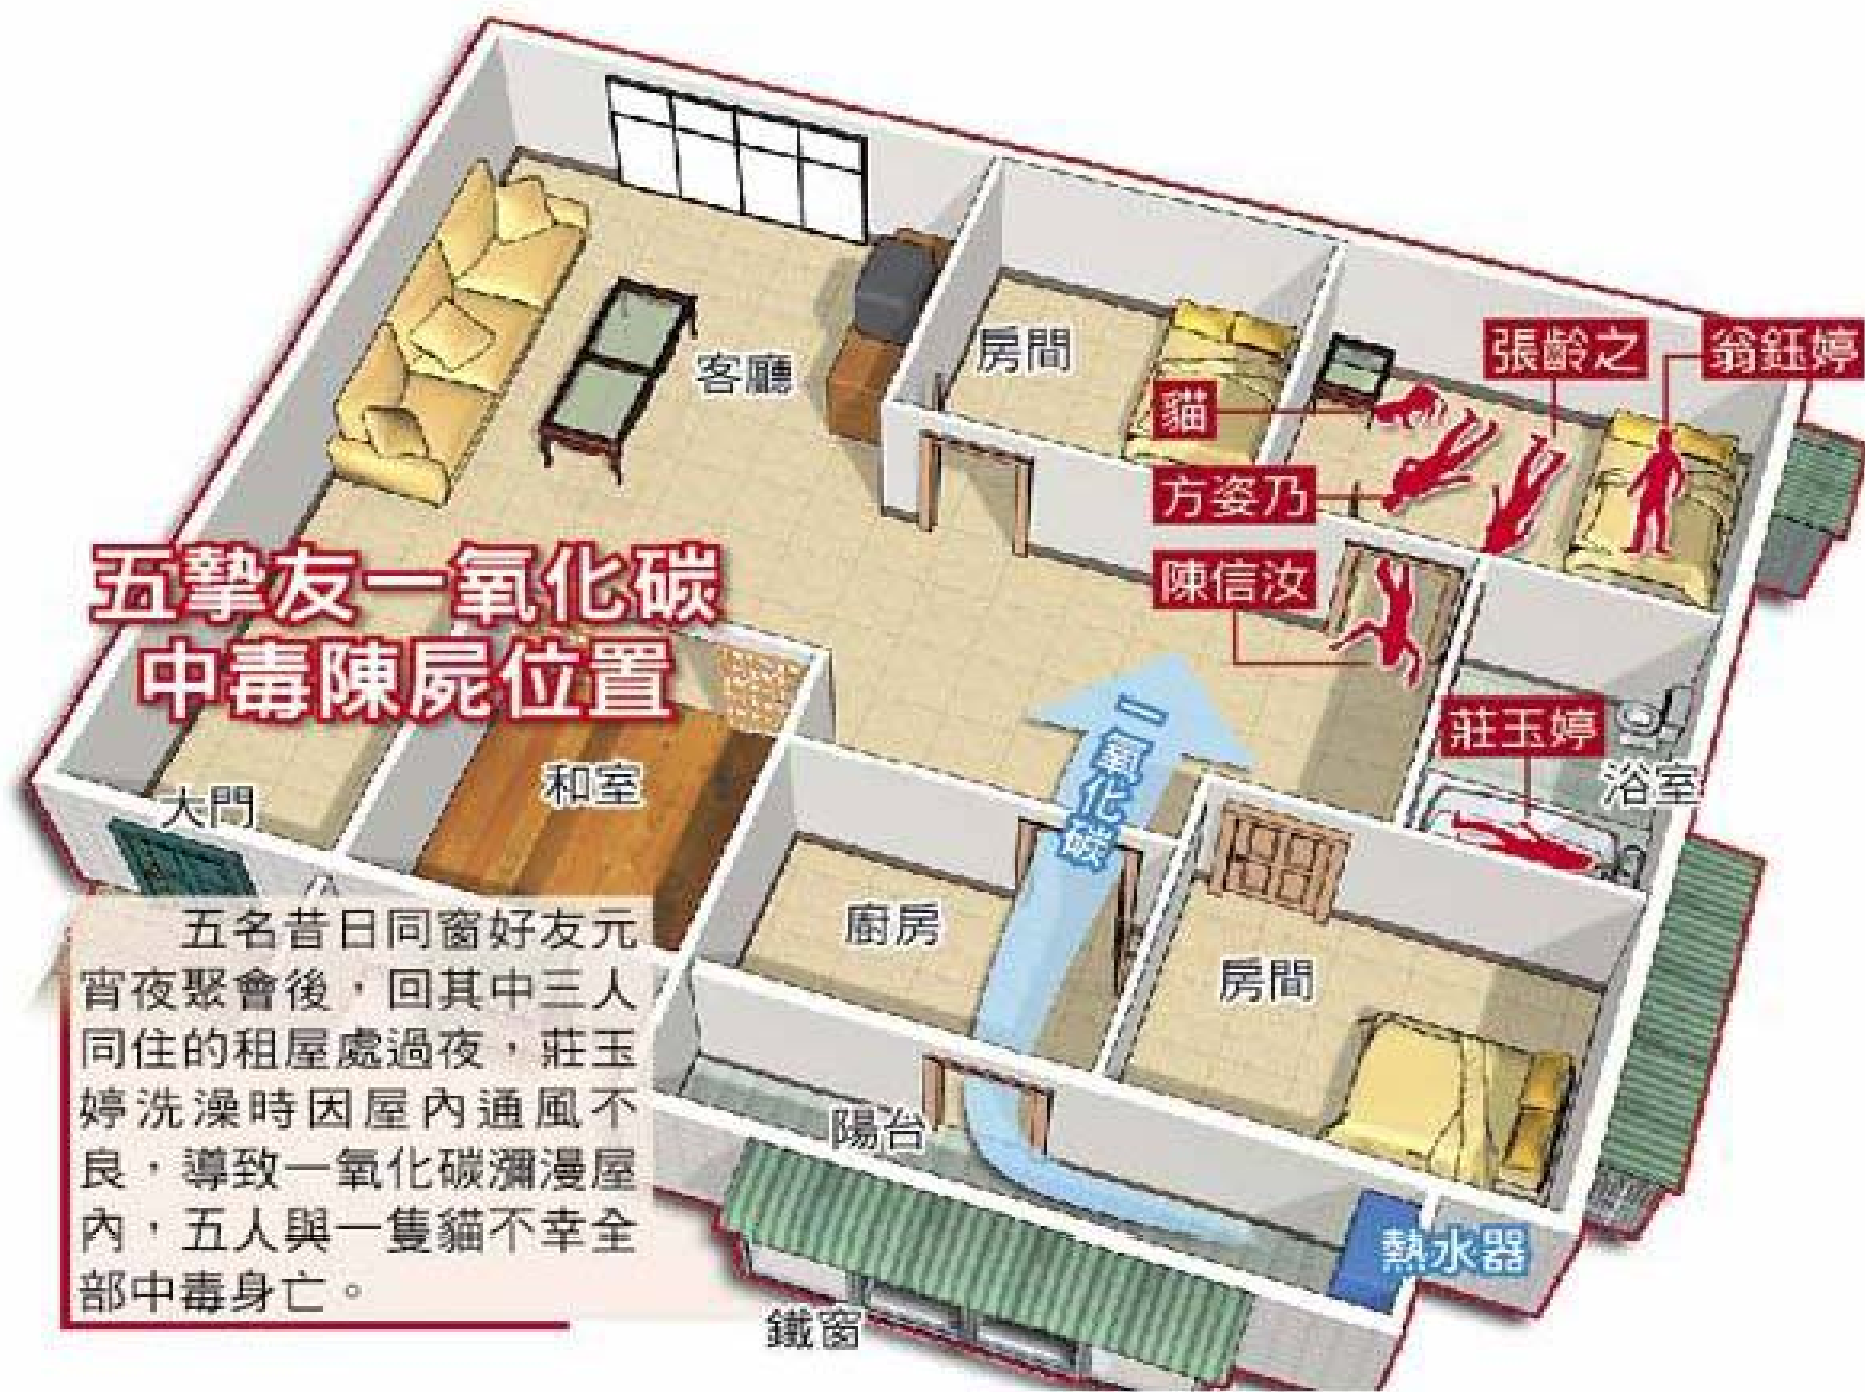 客廳
房間
張齡之
翁鈺婷
貓
方姿乃
陳信汝
五摯友一氧化碳
中毒陳屍位置
一氧化碳
莊玉婷
浴室
大門
和室
廚房
房間
陽台
熱水器
鐵窗
五名昔日同窗好友元
宵夜聚會後，回其中三人
同住的租屋處過夜，莊玉
婷洗澡時因屋內通風不
良，導致一氧化碳瀰漫屋
內，五人與一隻貓不幸全
部中毒身亡。